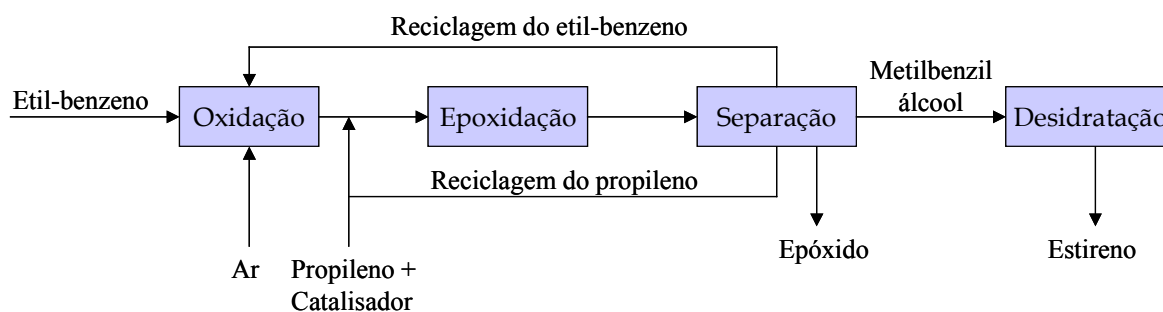 Reciclagem do etil-benzeno
Metilbenzil
álcool
Etil-benzeno
Oxidação
Epoxidação
Separação
Desidratação
Reciclagem do propileno
Ar
Propileno +
Catalisador
Epóxido
Estireno